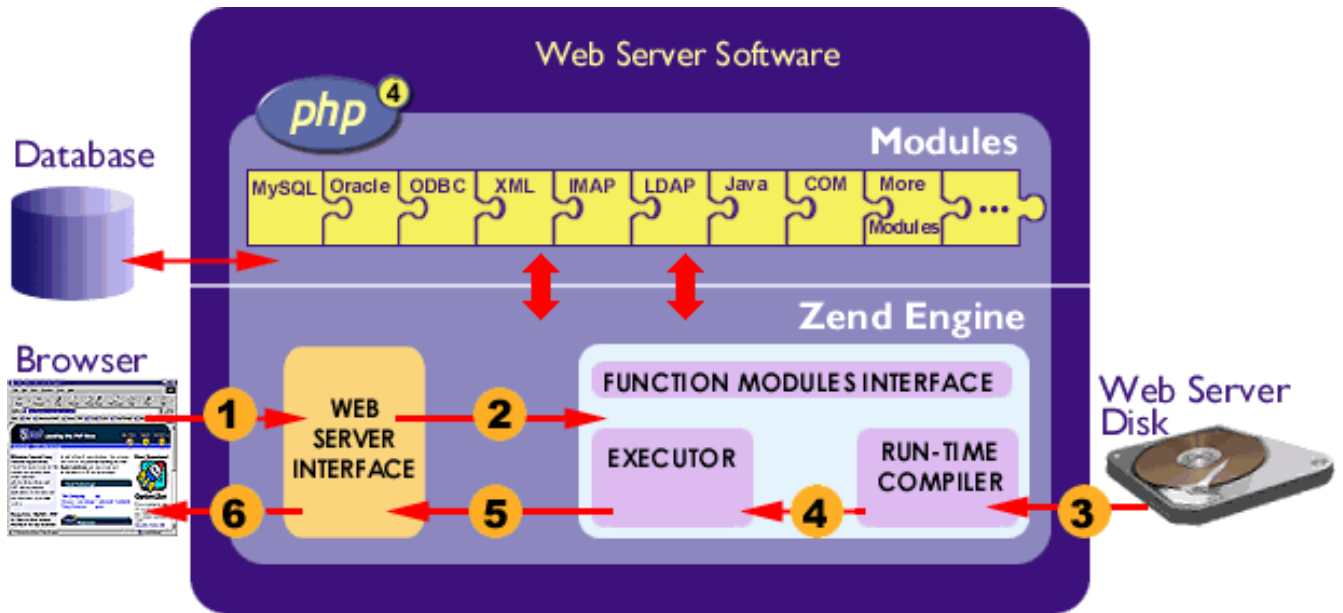 Web Server Software
php 4
Modules
Database
MySQL Oracle ODBC XML IMAP LDAP Java COM More Modules ...
Zend Engine
Browser
FUNCTION MODULES INTERFACE
Web Server
Disk
1
2
WEB
SERVER
INTERFACE
EXECUTOR
RUN-TIME
COMPILER
6
5
4
3